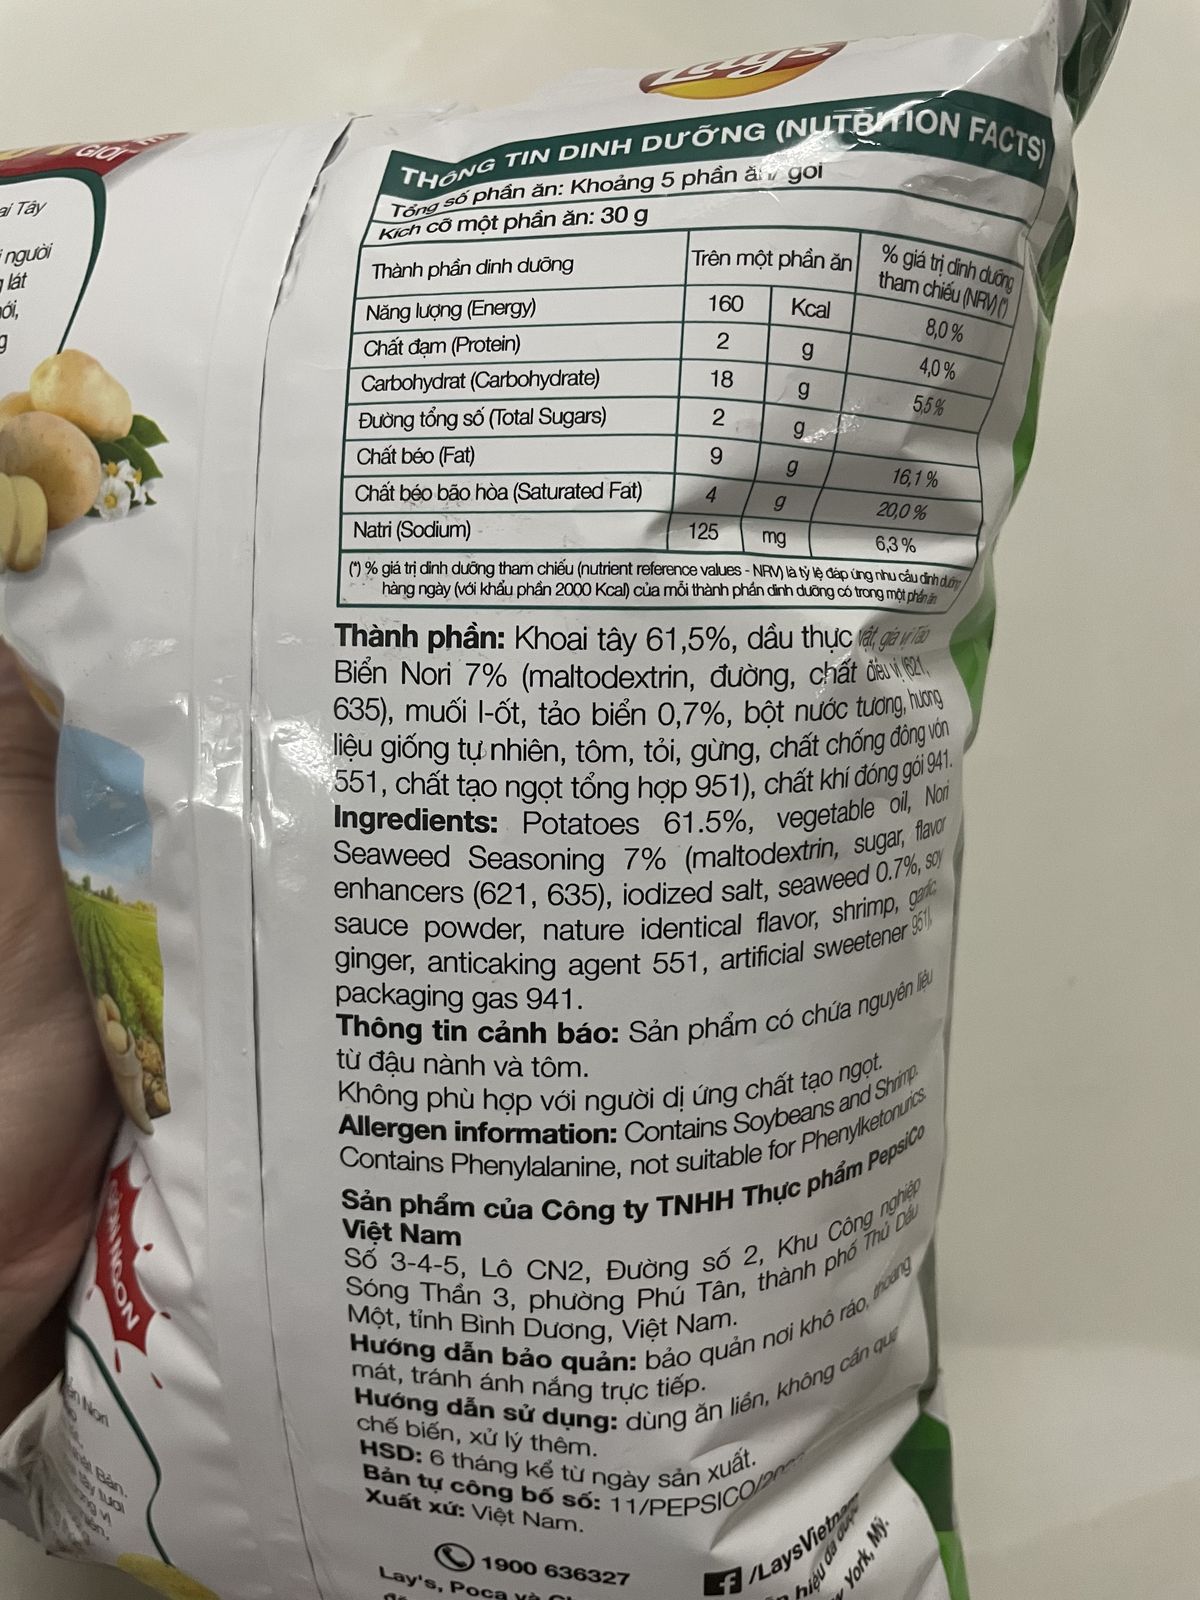 Lay's
GIÒN
ai Tây
người
lát
THÔNG TIN DINH DƯỠNG (NUTRITION FACTS)
Tổng số phần ăn: Khoảng 5 phần ăn/ gói
Kích cỡ một phần ăn: 30 g
Thành phần dinh dưỡng Trên một phần ăn % giá trị dinh dưỡng
tham chiếu (NRV) (*)
Năng lượng (Energy) 160 Kcal 8,0 %
Chất đạm (Protein) 2 g 4,0 %
Carbohydrat (Carbohydrate) 18 g 5,5 %
Đường tổng số (Total Sugars) 2 g
Chất béo (Fat) 9 g 16,1 %
Chất béo bão hòa (Saturated Fat) 4 g 20,0 %
Natri (Sodium) 125 mg 6,3 %
(*) % giá trị dinh dưỡng tham chiếu (nutrient reference values - NRV) là tỷ lệ đáp ứng nhu cầu dinh dưỡng
hàng ngày (với khẩu phần 2000 Kcal) của mỗi thành phần dinh dưỡng có trong một phần ăn
Thành phần: Khoai tây 61,5%, dầu thực vật, gia vị Tảo
Biển Nori 7% (maltodextrin, đường, chất điều vị (621,
635), muối I-ốt, tảo biển 0,7%, bột nước tương, hương
liệu giống tự nhiên, tôm, tỏi, gừng, chất chống đông vón
551, chất tạo ngọt tổng hợp 951), chất khí đóng gói 941.
Ingredients: Potatoes 61.5%, vegetable oil, Nori
Seaweed Seasoning 7% (maltodextrin, sugar, flavor
enhancers (621, 635), iodized salt, seaweed 0.7%, soy
sauce powder, nature identical flavor, shrimp, garlic,
ginger, anticaking agent 551, artificial sweetener 951),
packaging gas 941.
Thông tin cảnh báo: Sản phẩm có chứa nguyên liệu
từ đậu nành và tôm.
Không phù hợp với người dị ứng chất tạo ngọt.
Allergen information: Contains Soybeans and Shrimp.
Contains Phenylalanine, not suitable for Phenylketonurics.
Sản phẩm của Công ty TNHH Thực phẩm PepsiCo
Việt Nam
Số 3-4-5, Lô CN2, Đường số 2, Khu Công nghiệp
Sóng Thần 3, phường Phú Tân, thành phố Thủ Dầu
Một, tỉnh Bình Dương, Việt Nam.
Hướng dẫn bảo quản: bảo quản nơi khô ráo, thoáng
mát, tránh ánh nắng trực tiếp.
Hướng dẫn sử dụng: dùng ăn liền, không cần qua
chế biến, xử lý thêm.
HSD: 6 tháng kể từ ngày sản xuất.
Bản tự công bố số: 11/PEPSICO/
Xuất xứ: Việt Nam.
1900 636327
/LaysVietnam
Lay's, Poca và
hiệu đã được
York, Mỹ.
NGON
Nori
Bản.